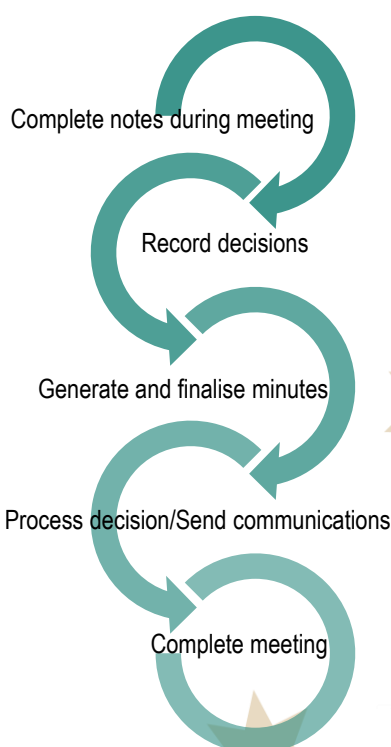 Complete notes during meeting
Record decisions
Generate and finalise minutes
Process decision/Send communications
Complete meeting